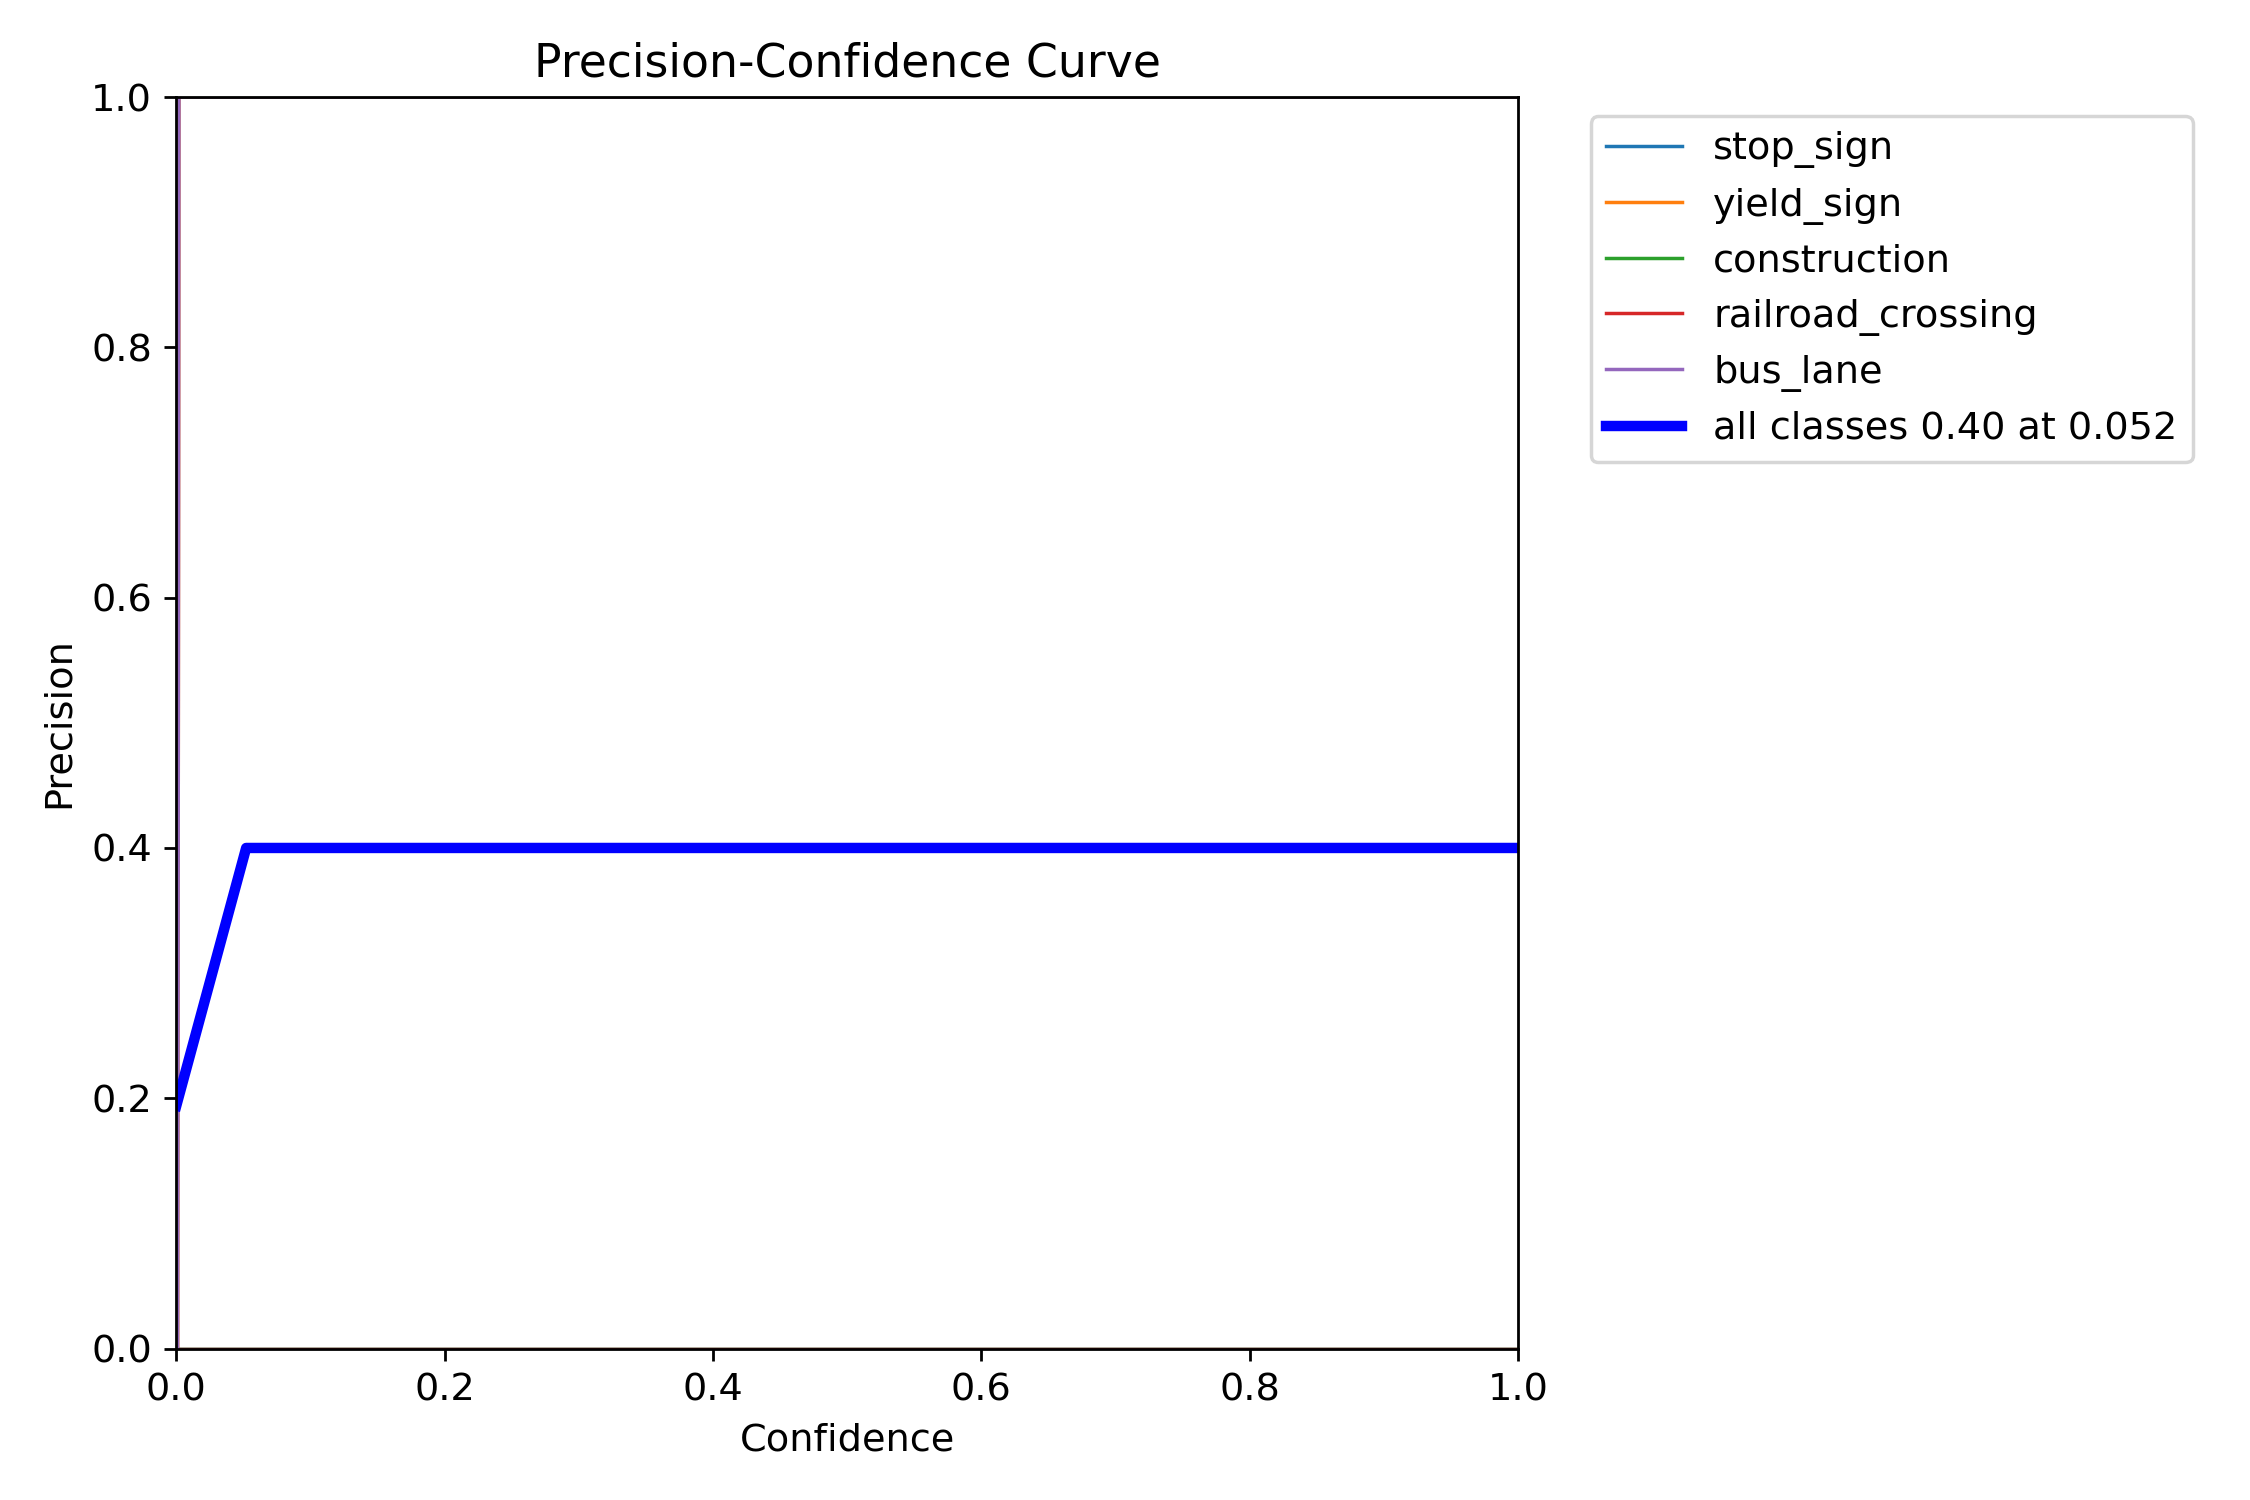 Precision-Confidence Curve
1.0
0.8
0.6
0.4
0.2
0.0
Precision
0.0 0.2 0.4 0.6 0.8 1.0
Confidence
stop_sign
yield_sign
construction
railroad_crossing
bus_lane
all classes 0.40 at 0.052